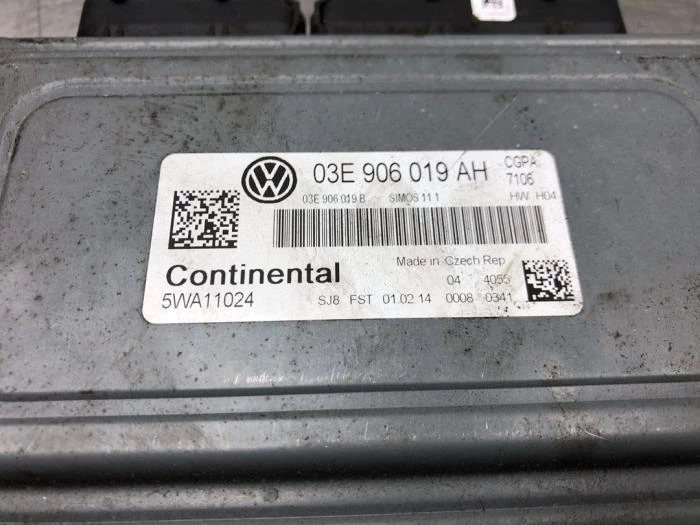 03E 906 019 AH CGPA
7106
03E 906 019 B SIMOS 11 1 HW H04
Continental Made in Czech Rep
5WA11024 04 4055
SJ8 FST 01.02.14 0008 0341